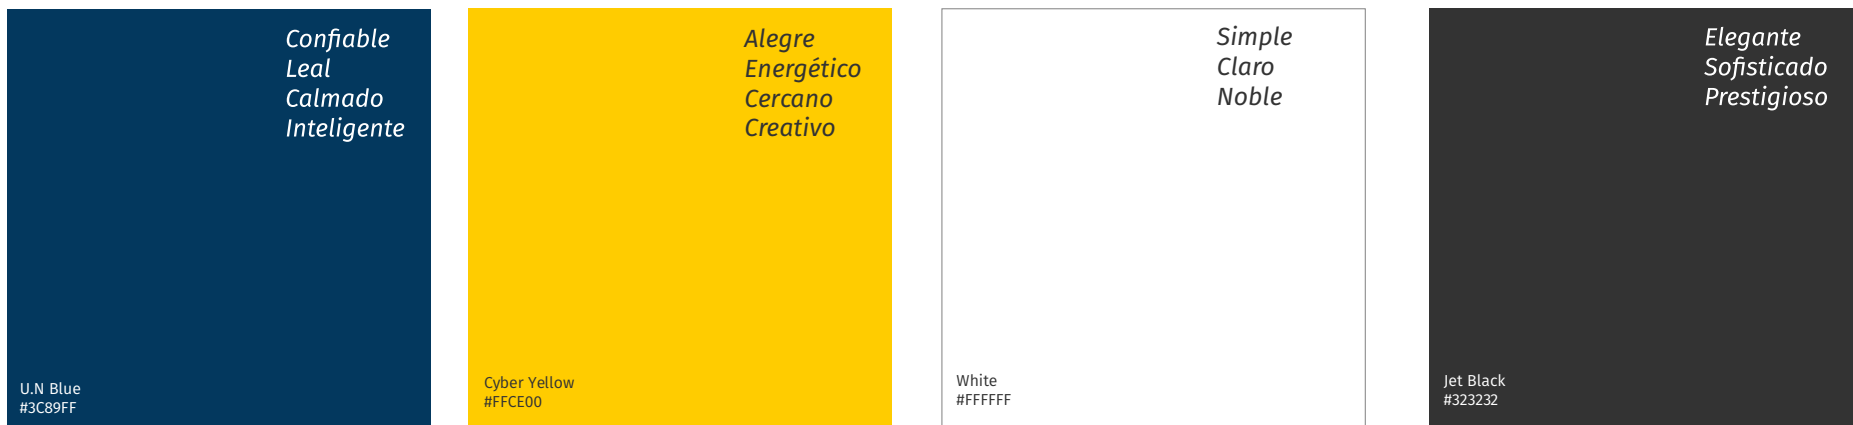 Confiable
Leal
Calmado
Inteligente
U.N Blue
#3C89FF
Alegre
Energético
Cercano
Creativo
Cyber Yellow
#FFCE00
Simple
Claro
Noble
White
#FFFFFF
Elegante
Sofisticado
Prestigioso
Jet Black
#323232